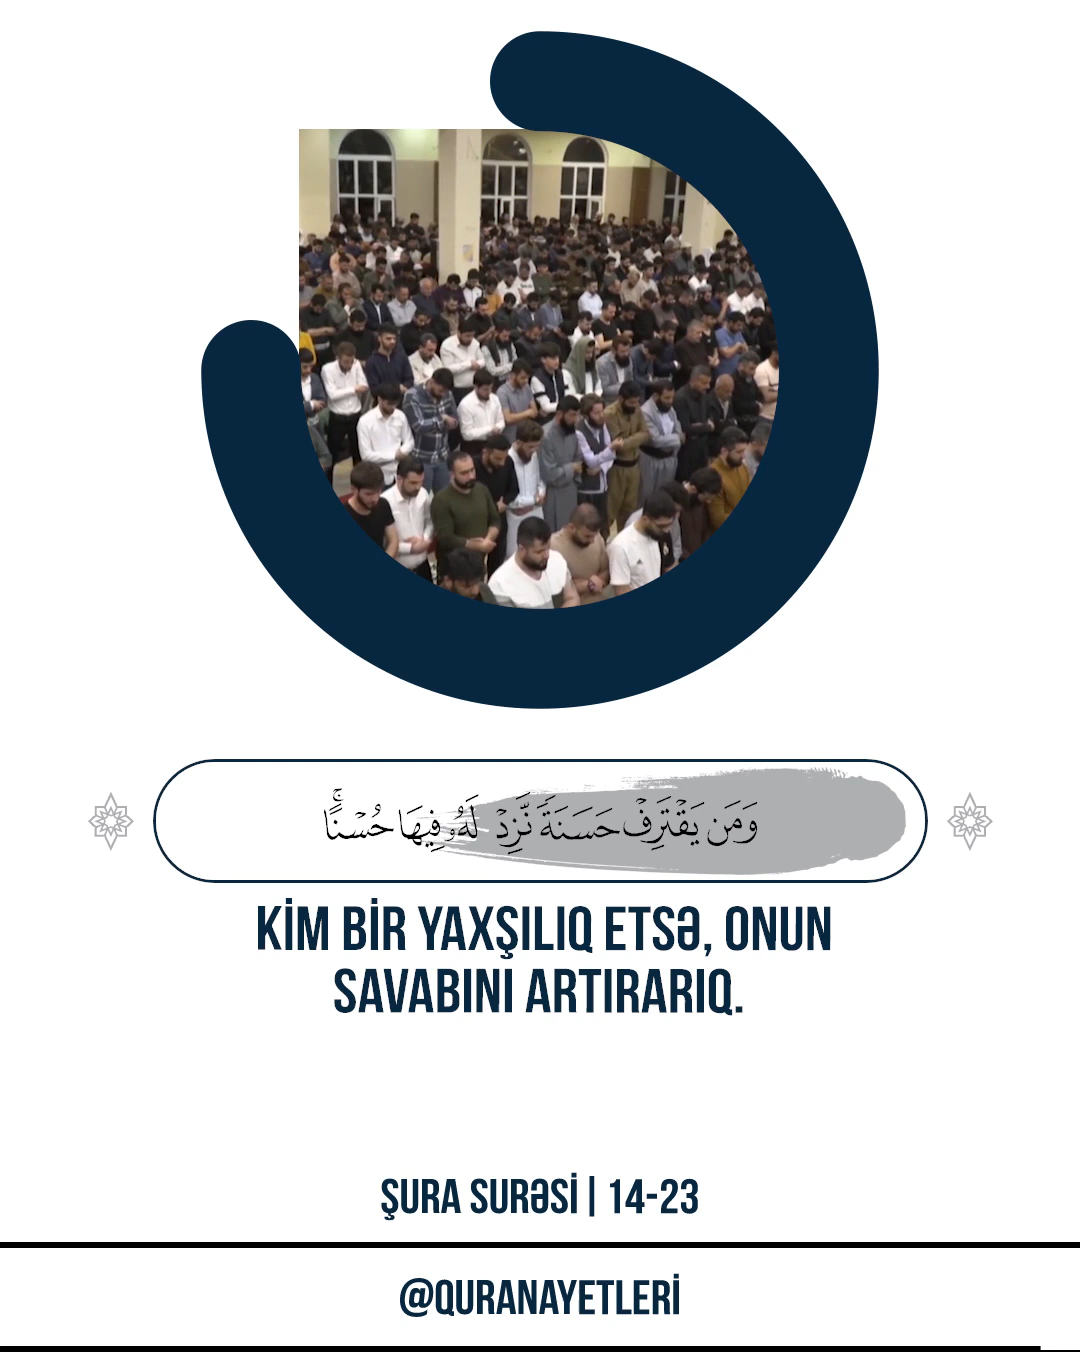 وَمَن يَقْتَرِفْ حَسَنَةً نَّزِدْ لَهُۥ فِيهَا حُسْنًاۚ
KİM BİR YAXŞILIQ ETSƏ, ONUN
SAVABINI ARTIRARIQ.
ŞURA SURƏSİ | 14-23
@QURANAYETLERİ